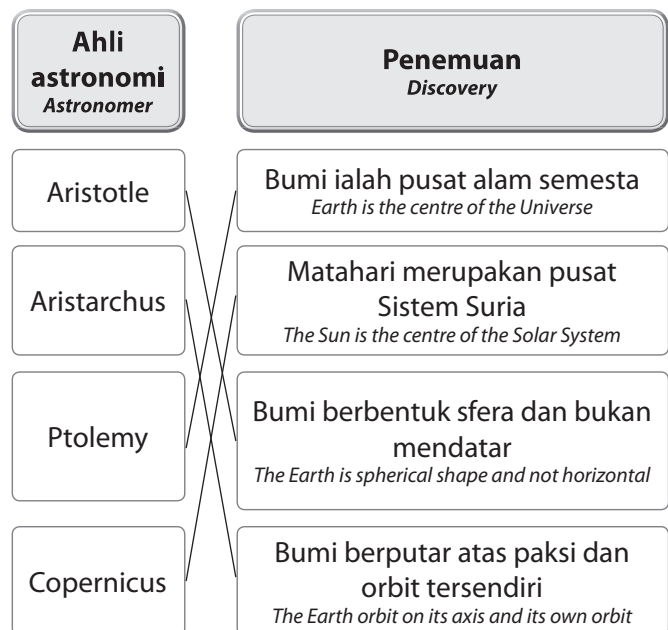 Ahli
astronomi
Astronomer
Penemuan
Discovery
Aristotle
Bumi ialah pusat alam semesta
Earth is the centre of the Universe
Aristarchus
Matahari merupakan pusat
Sistem Suria
The Sun is the centre of the Solar System
Ptolemy
Bumi berbentuk sfera dan bukan
mendatar
The Earth is spherical shape and not horizontal
Copernicus
Bumi berputar atas paksi dan
orbit tersendiri
The Earth orbit on its axis and its own orbit